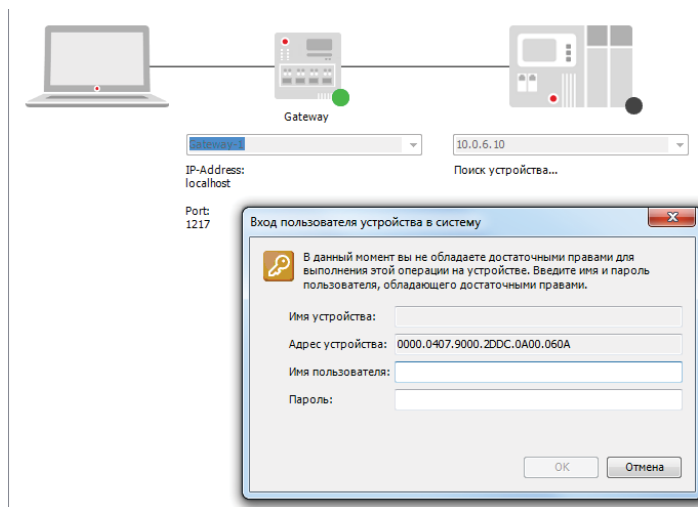 Gateway
Gateway-1
10.0.6.10
IP-Address:
localhost
Поиск устройства...
Port:
1217
Вход пользователя устройства в систему
В данный момент вы не обладаете достаточными правами для
выполнения этой операции на устройстве. Введите имя и пароль
пользователя, обладающего достаточными правами.
Имя устройства:
Адрес устройства: 0000.0407.9000.2DDC.0A00.060A
Имя пользователя:
Пароль:
OK
Отмена